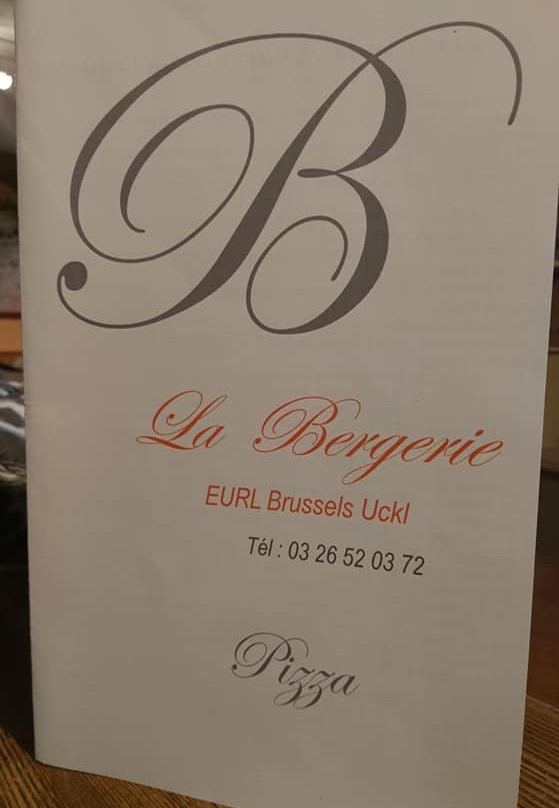 B
La Bergerie
EURL Brussels Uckl
Tél : 03 26 52 03 72
Pizza